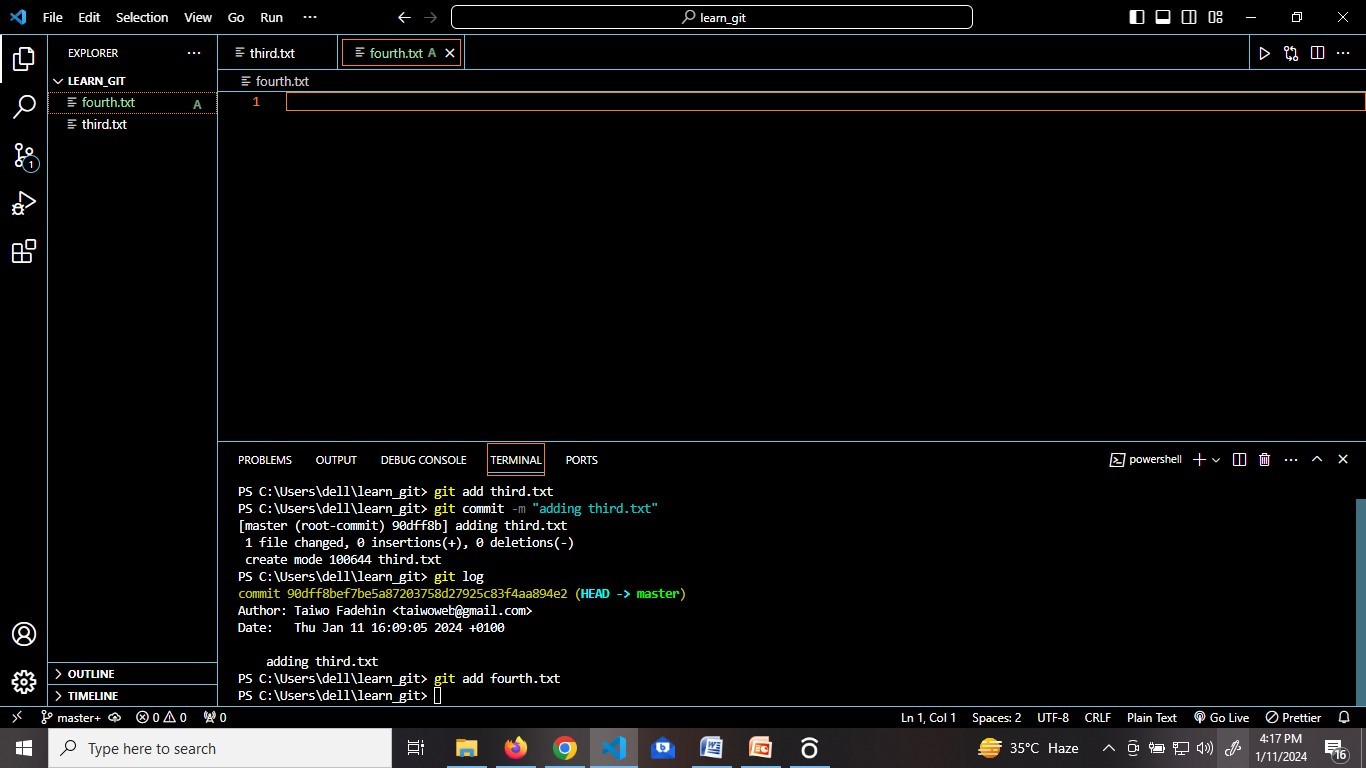 File Edit Selection View Go Run ··· learn_git
EXPLORER ···
third.txt
fourth.txt A
LEARN_GIT
fourth.txt A
third.txt
fourth.txt
1
1
PROBLEMS OUTPUT DEBUG CONSOLE TERMINAL PORTS
powershell
PS C:\Users\dell\learn_git> git add third.txt
PS C:\Users\dell\learn_git> git commit -m "adding third.txt"
[master (root-commit) 90dff8b] adding third.txt
1 file changed, 0 insertions(+), 0 deletions(-)
create mode 100644 third.txt
PS C:\Users\dell\learn_git> git log
commit 90dff8bef7be5a87203758d27925c83f4aa894e2 (HEAD -> master)
Author: Taiwo Fadehin <taiwoweb@gmail.com>
Date:   Thu Jan 11 16:09:05 2024 +0100
adding third.txt
PS C:\Users\dell\learn_git> git add fourth.txt
PS C:\Users\dell\learn_git>
OUTLINE
TIMELINE
master+ 0 0 0 Ln 1, Col 1 Spaces: 2 UTF-8 CRLF Plain Text Go Live Prettier
Type here to search
35°C Haze
4:17 PM
1/11/2024
16